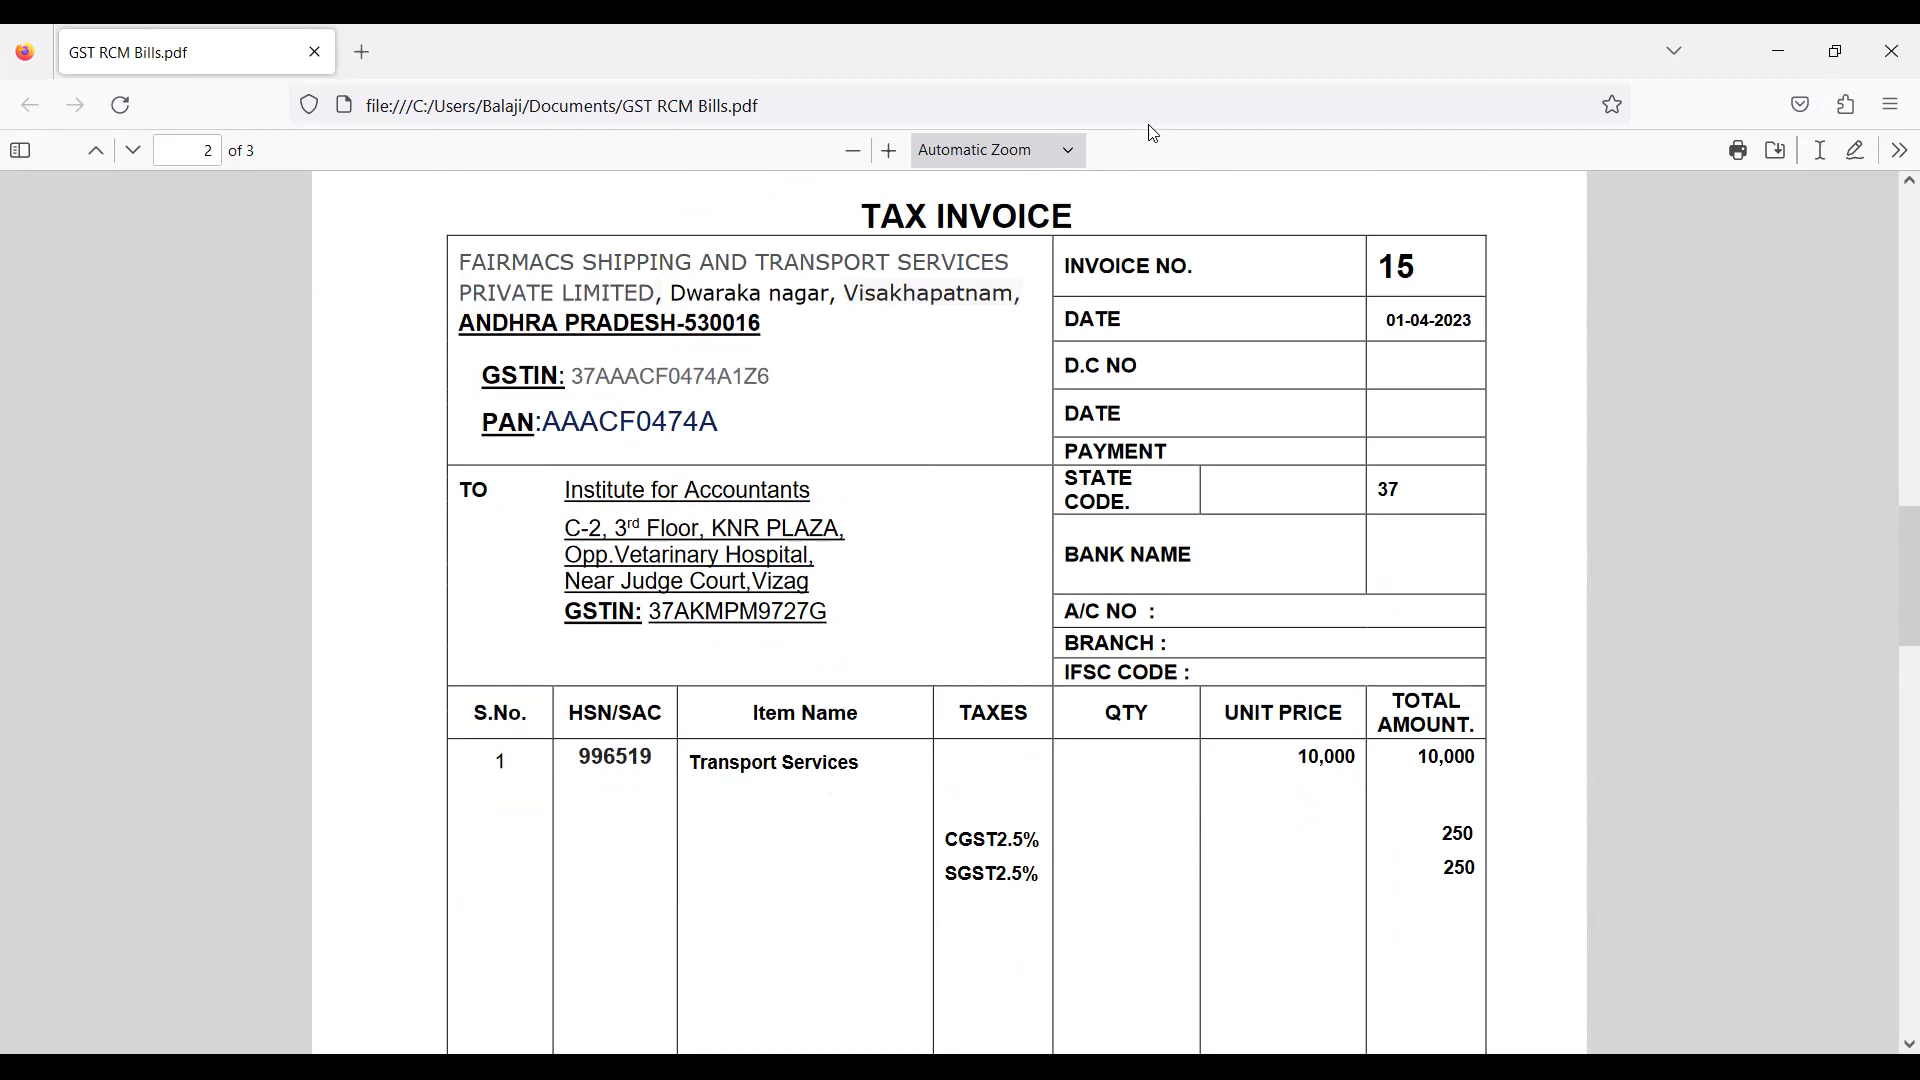 GST RCM Bills.pdf
file:///C:/Users/Balaji/Documents/GST RCM Bills.pdf
2 of 3
Automatic Zoom
TAX INVOICE
FAIRMACS SHIPPING AND TRANSPORT SERVICES
PRIVATE LIMITED, Dwaraka nagar, Visakhapatnam,
ANDHRA PRADESH-530016
GSTIN: 37AAACF0474A1Z6
PAN:AAACF0474A
INVOICE NO. 15
DATE 01-04-2023
D.C NO
DATE
PAYMENT
TO
Institute for Accountants
C-2, 3rd Floor, KNR PLAZA,
Opp.Vetarinary Hospital,
Near Judge Court,Vizag
GSTIN: 37AKMPM9727G
STATE
CODE. 37
BANK NAME
A/C NO :
BRANCH :
IFSC CODE :
S.No. HSN/SAC Item Name TAXES QTY UNIT PRICE TOTAL
AMOUNT.
1 996519 Transport Services 10,000 10,000
CGST2.5% 250
SGST2.5% 250